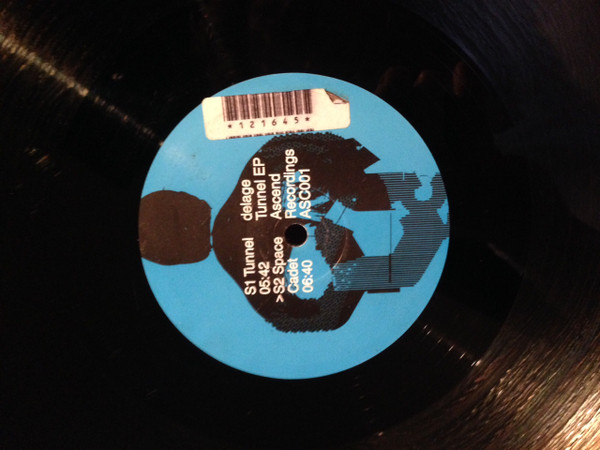 *121645*
delage
Tunnel EP
Ascend
Recordings
ASC001
S1 Tunnel
05:42
>S2 Space
Cadet
06:40